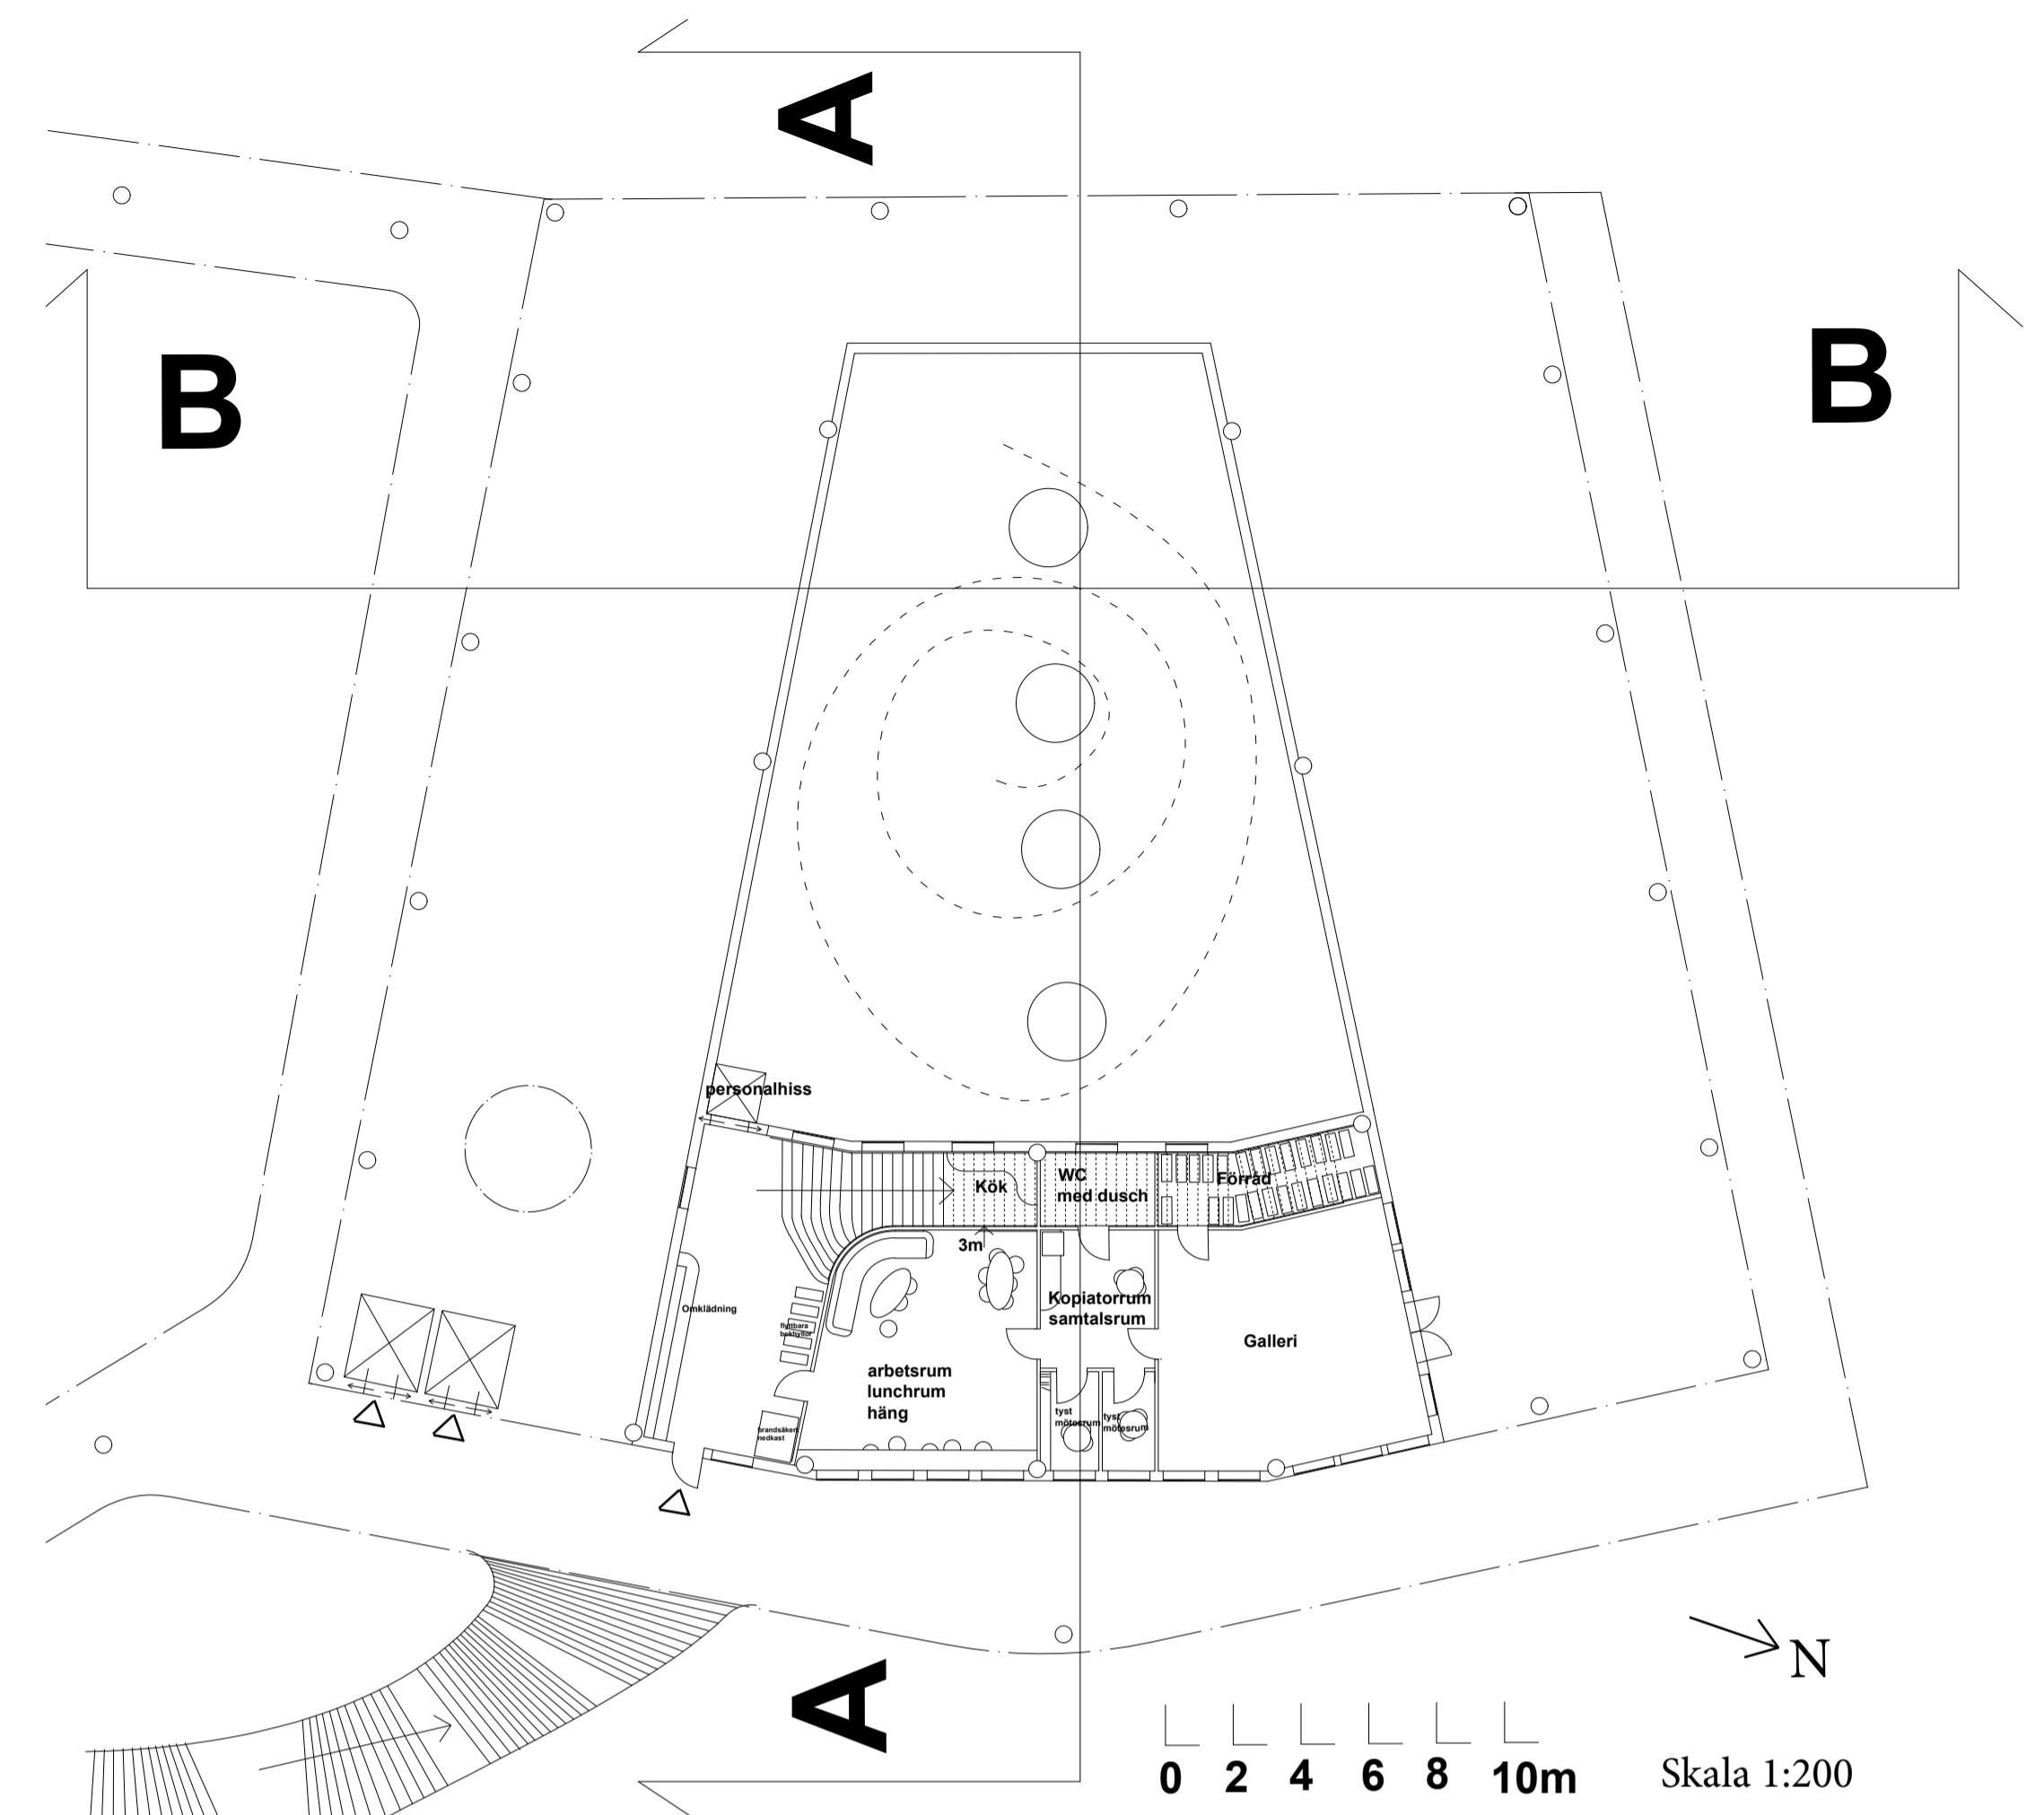 A
B
B
personalhiss
Kök
WC
med dusch
Förråd
3m
Omklädning
Kopiatorrum
samtalsrum
flyttbara
bokhyllor
Galleri
arbetsrum
lunchrum
häng
tyst
mötesrum
tyst
mötesrum
brandsäkert
nedkast
N
A
0 2 4 6 8 10m
Skala 1:200